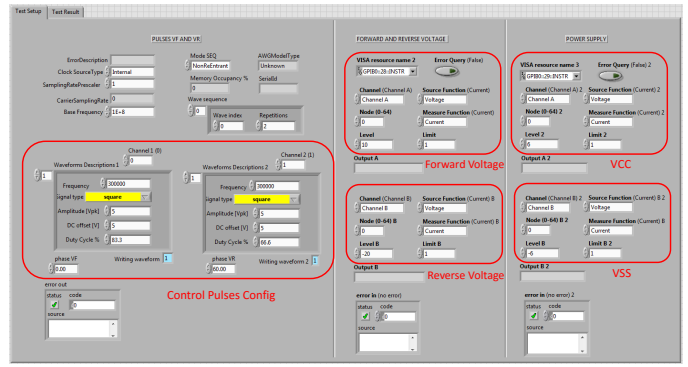 Test Setup Test Result
PULSES VF AND VR
ErrorDescription
Clock SourceType Internal
SamplingRatePrescaler 1
CarrierSamplingRate 0
Base Frequency 1E+8
Mode SEQ
NonReEntrant
AWGModelType
Unknown
Memory Occupancy %
0
SerialId
Wave sequence
0
Wave index
0
Repetitions
2
Channel 1 (0)
0
Waveforms Descriptions 1
1
Frequency 300000
Signal type square
Amplitude [Vpk] 5
DC offset [V] 5
Duty Cycle % 83.3
phase VF
0.00
Writing waveform 1
Channel 2 (1)
1
Waveforms Descriptions 2
1
Frequency 300000
Signal type square
Amplitude [Vpk] 5
DC offset [V] 5
Duty Cycle % 66.6
phase VR
60.00
Writing waveform 2 1
Control Pulses Config
error out
status code
0
source
FORWARD AND REVERSE VOLTAGE
VISA resource name 2
GPIB0::28::INSTR
Error Query (False)
Channel (Channel A)
Channel A
Source Function (Current)
Voltage
Node (0-64)
0
Measure Function (Current)
Current
Level
10
Limit
1
Output A
Forward Voltage
Channel (Channel B)
Channel B
Source Function (Current) B
Voltage
Node (0-64) B
0
Measure Function (Current) B
Current
Level B
-20
Limit B
1
Output B
Reverse Voltage
error in (no error)
status code
0
source
POWER SUPPLY
VISA resource name 3
GPIB0::29::INSTR
Error Query (False) 2
Channel (Channel A) 2
Channel A
Source Function (Current) 2
Voltage
Node (0-64) 2
0
Measure Function (Current) 2
Current
Level 2
6
Limit 2
1
Output A 2
VCC
Channel (Channel B) 2
Channel B
Source Function (Current) B 2
Voltage
Node (0-64) B 2
0
Measure Function (Current) B
Current
Level B
-6
Limit B 2
1
Output B 2
VSS
error in (no error) 2
status code
0
source